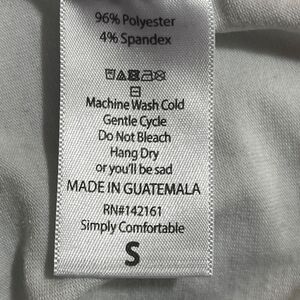 96% Polyester
4% Spandex
Machine Wash Cold
Gentle Cycle
Do Not Bleach
Hang Dry
or you'll be sad
MADE IN GUATEMALA
RN#142161
Simply Comfortable
S